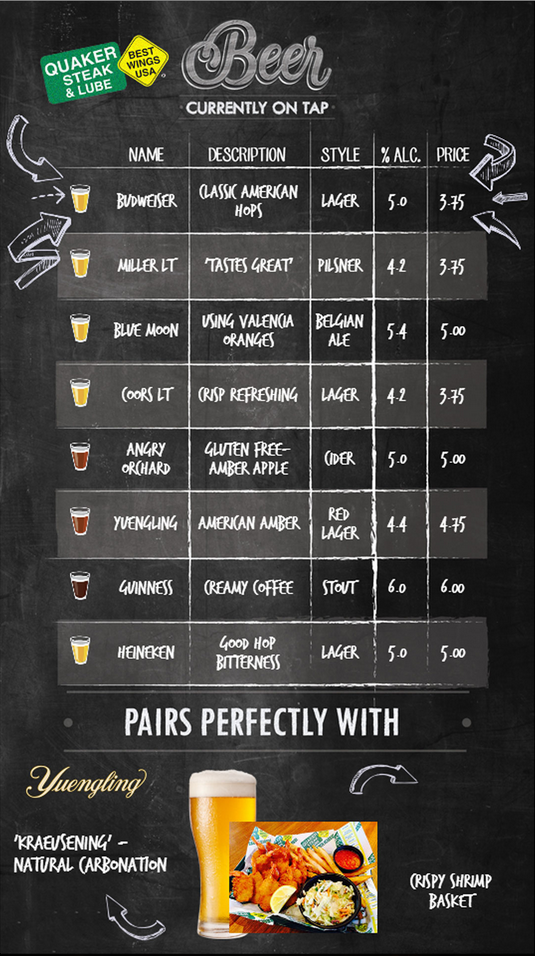 QUAKER
STEAK
& LUBE
BEST
WINGS
USA
Beer
CURRENTLY ON TAP
NAME DESCRIPTION STYLE % ALC. PRICE
BUDWEISER CLASSIC AMERICAN HOPS LAGER 5.0 3.75
MILLER LT 'TASTES GREAT' PILSNER 4.2 3.75
BLUE MOON USING VALENCIA ORANGES BELGIAN ALE 5.4 5.00
COORS LT CRISP REFRESHING LAGER 4.2 3.75
ANGRY ORCHARD GLUTEN FREE- AMBER APPLE CIDER 5.0 5.00
YUENGLING AMERICAN AMBER RED LAGER 4.4 4.75
GUINNESS CREAMY COFFEE STOUT 6.0 6.00
HEINEKEN GOOD HOP BITTERNESS LAGER 5.0 5.00
PAIRS PERFECTLY WITH
Yuengling
'KRAEUSENING' -
NATURAL CARBONATION
CRISPY SHRIMP
BASKET